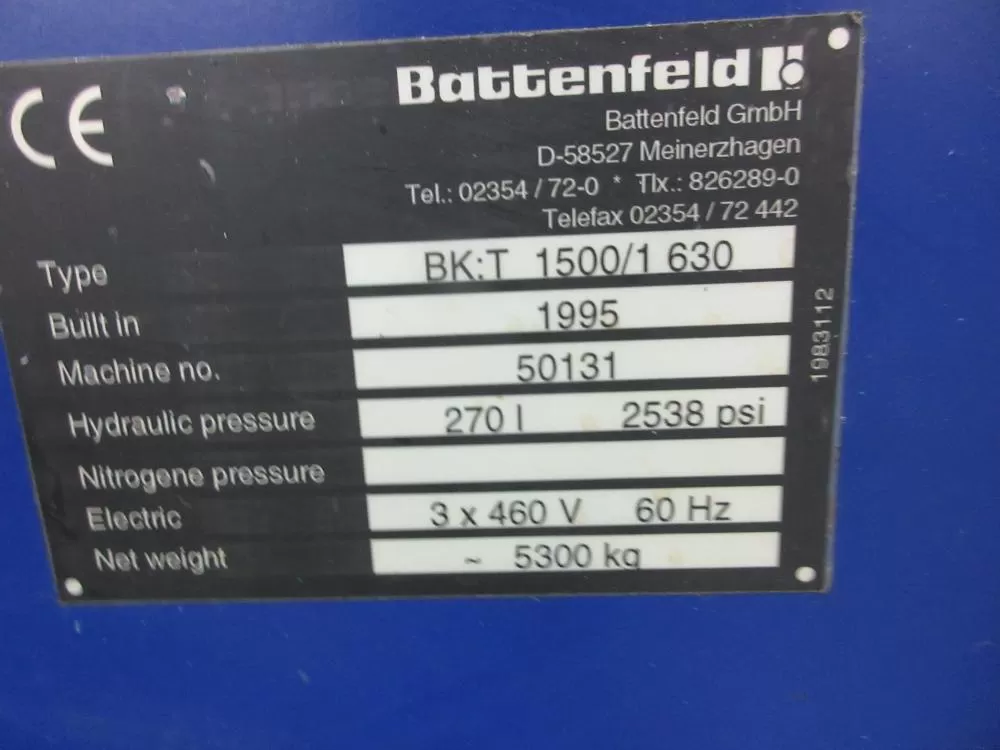 CE
Battenfeld
Battenfeld GmbH
D-58527 Meinerzhagen
Tel.: 02354 / 72-0 * Tlx.: 826289-0
Telefax 02354 / 72 442
Type BK:T 1500/1 630
Built in 1995
Machine no. 50131
Hydraulic pressure 270 l 2538 psi
Nitrogene pressure
Electric 3 x 460 V 60 Hz
Net weight ~ 5300 kg
1983112